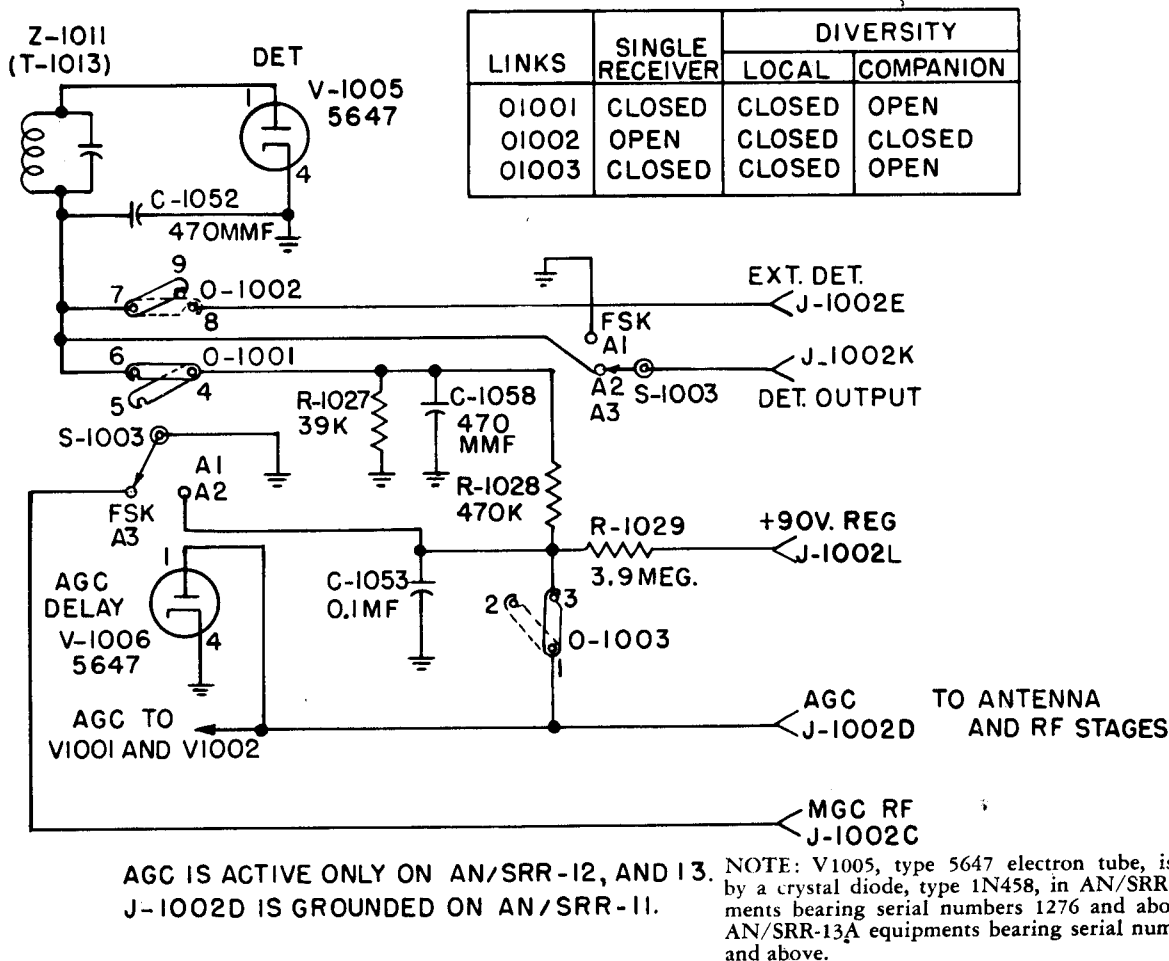 Z-1011
(T-1013)
DET
V-1005
5647
1
4
C-1052
470MMF
LINKS
SINGLE RECEIVER
DIVERSITY
LOCAL
COMPANION
01001 CLOSED CLOSED OPEN
01002 OPEN CLOSED CLOSED
01003 CLOSED CLOSED OPEN
9
7
O-1002
8
EXT. DET.
J-1002E
FSK
A1
A2
A3
S-1003
J-1002K
DET. OUTPUT
6
O-1001
5
4
R-1027
39K
C-1058
470
MMF
S-1003
A1
A2
FSK
A3
R-1028
470K
R-1029
3.9 MEG.
+90V. REG
J-1002L
1
AGC
DELAY
V-1006
5647
4
C-1053
0.1MF
2
3
O-1003
1
AGC TO
V1001 AND V1002
AGC
J-1002D
TO ANTENNA
AND RF STAGES
MGC RF
J-1002C
AGC IS ACTIVE ONLY ON AN/SRR-12, AND 13.
J-1002D IS GROUNDED ON AN/SRR-11.
NOTE: V1005, type 5647 electron tube, is
by a crystal diode, type 1N458, in AN/SRR
ments bearing serial numbers 1276 and abo
AN/SRR-13A equipments bearing serial num
and above.